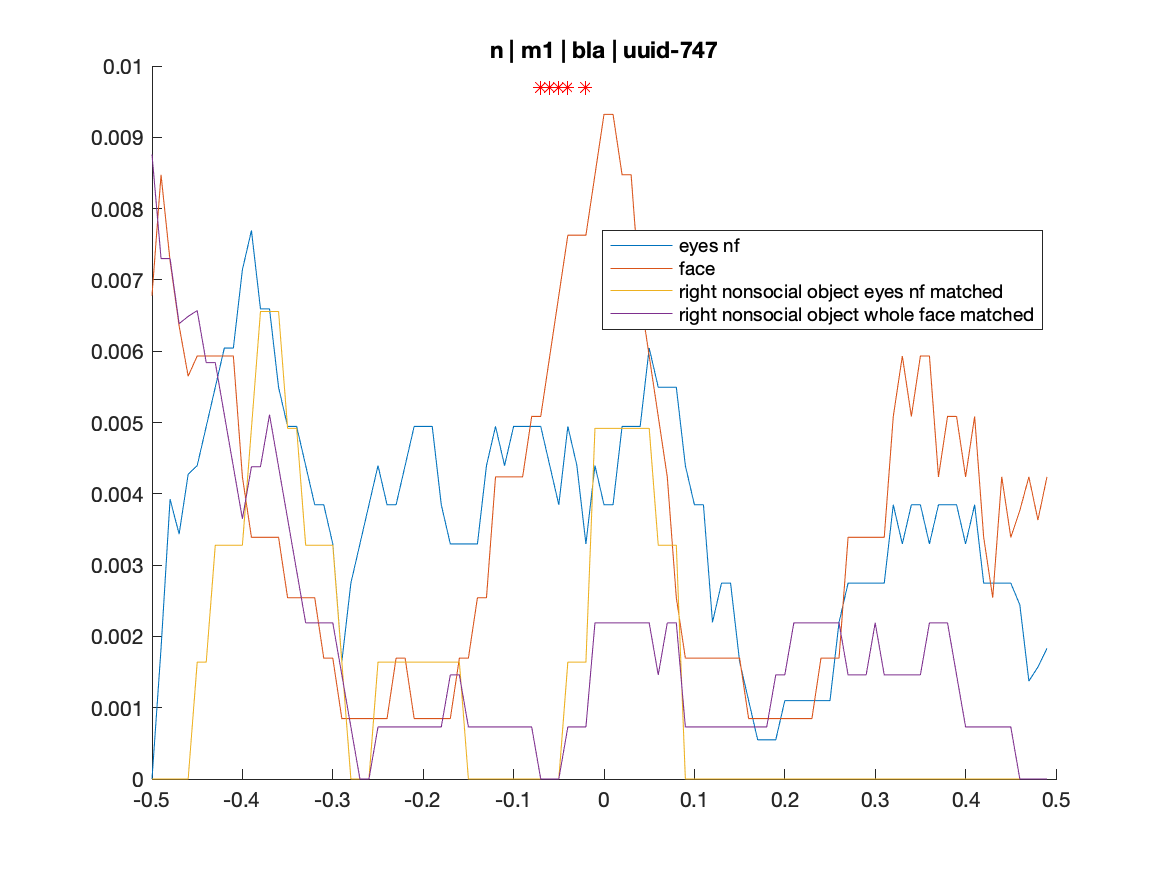 n | m1 | bla | uuid-747
0.01
0.009
0.008
0.007
0.006
0.005
0.004
0.003
0.002
0.001
0
eyes nf
face
right nonsocial object eyes nf matched
right nonsocial object whole face matched
-0.5 -0.4 -0.3 -0.2 -0.1 0 0.1 0.2 0.3 0.4 0.5